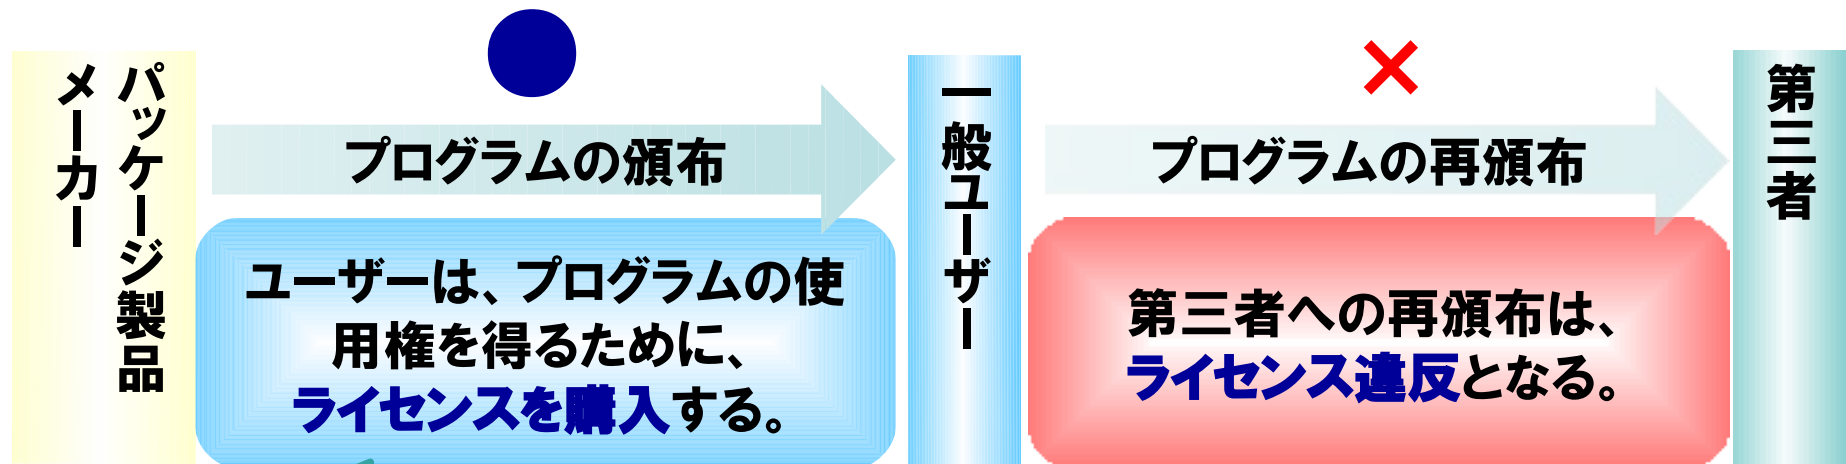 パッケージ製品
メーカー
プログラムの頒布
ユーザーは、プログラムの使
用権を得るために、
ライセンスを購入する。
一般ユーザー
×
プログラムの再頒布
第三者への再頒布は、
ライセンス違反となる。
第三者